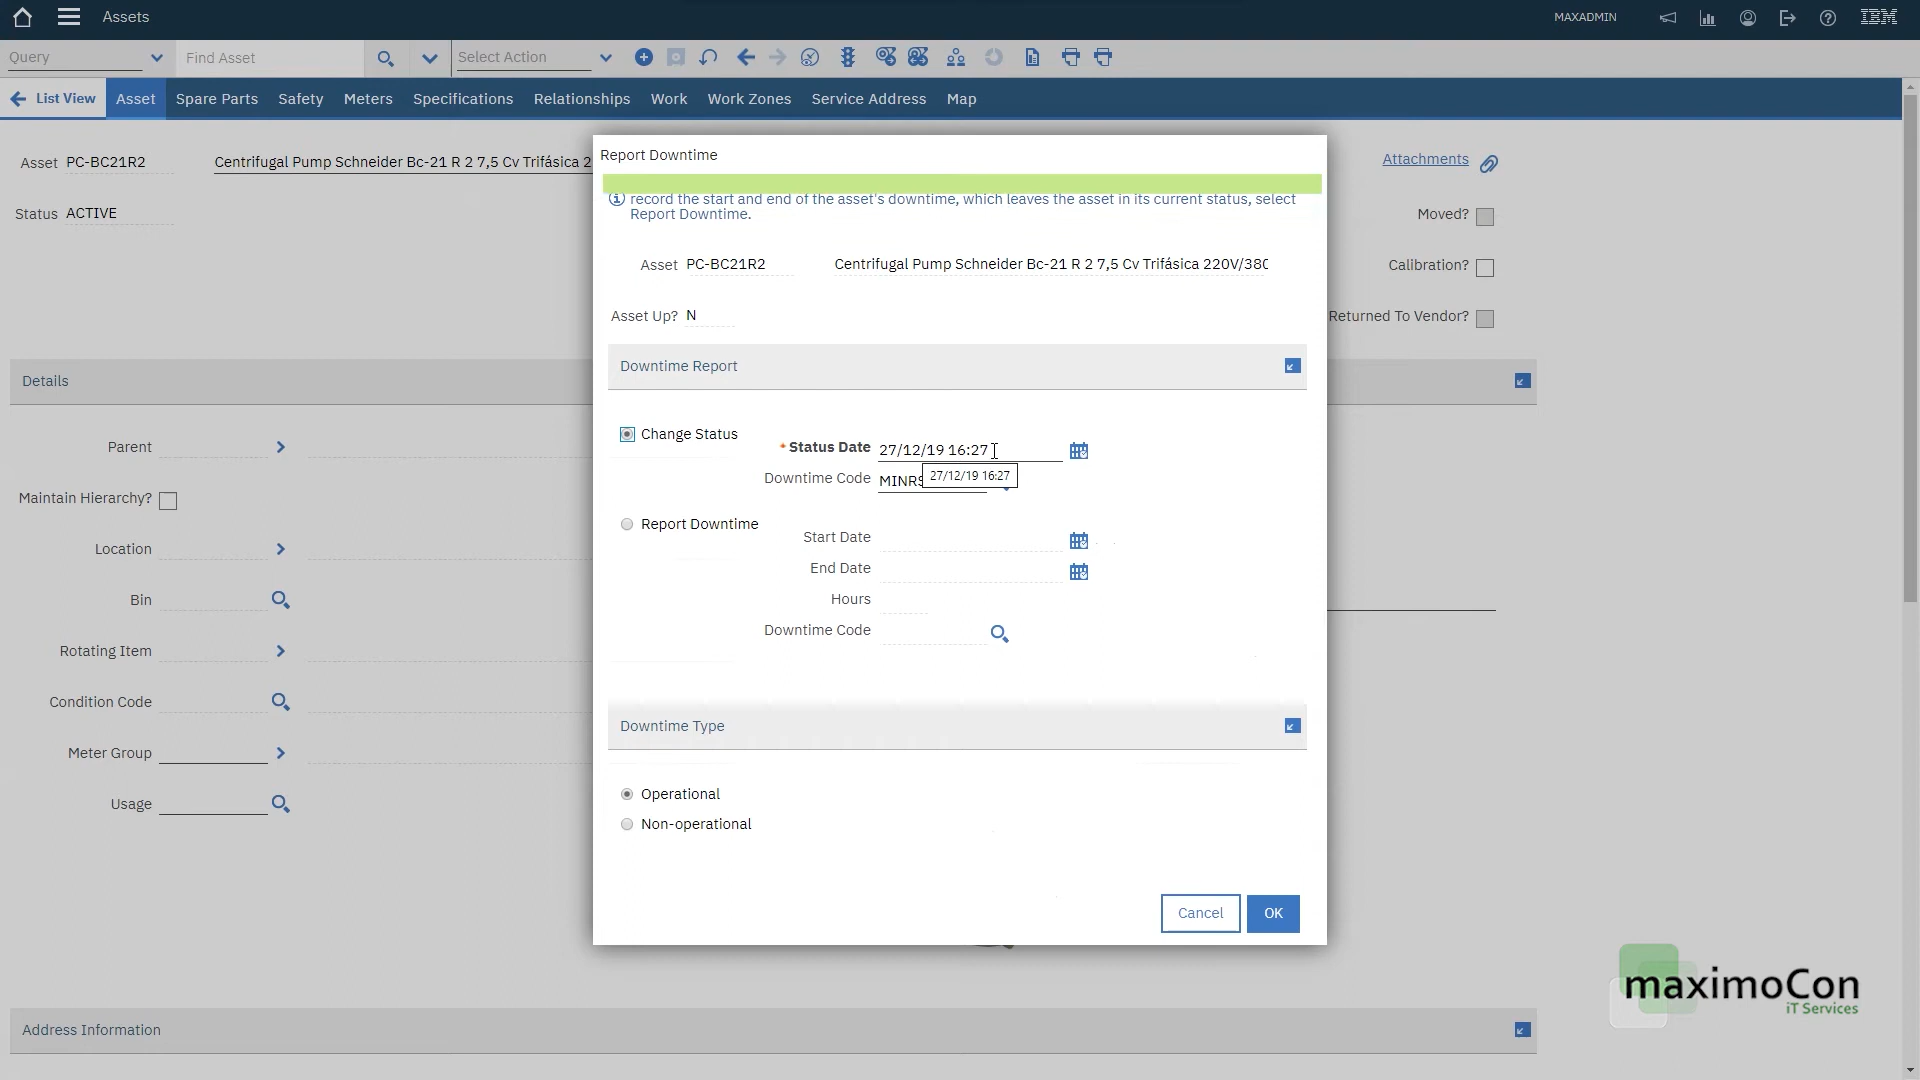 Assets
MAXADMIN
IBM
Query
Find Asset
Select Action
List View
Asset
Spare Parts
Safety
Meters
Specifications
Relationships
Work
Work Zones
Service Address
Map
Asset PC-BC21R2
Centrifugal Pump Schneider Bc-21 R 2 7,5 Cv Trifásica 2
Status ACTIVE
Attachments
Moved?
Calibration?
Returned To Vendor?
Details
Parent
Maintain Hierarchy?
Location
Bin
Rotating Item
Condition Code
Meter Group
Usage
Address Information
Report Downtime
record the start and end of the asset's downtime, which leaves the asset in its current status, select
Report Downtime.
Asset PC-BC21R2 Centrifugal Pump Schneider Bc-21 R 2 7,5 Cv Trifásica 220V/380
Asset Up? N
Downtime Report
Change Status
* Status Date 27/12/19 16:27
27/12/19 16:27
Downtime Code MINRS
Report Downtime
Start Date
End Date
Hours
Downtime Code
Downtime Type
Operational
Non-operational
Cancel
OK
maximoCon
iT Services